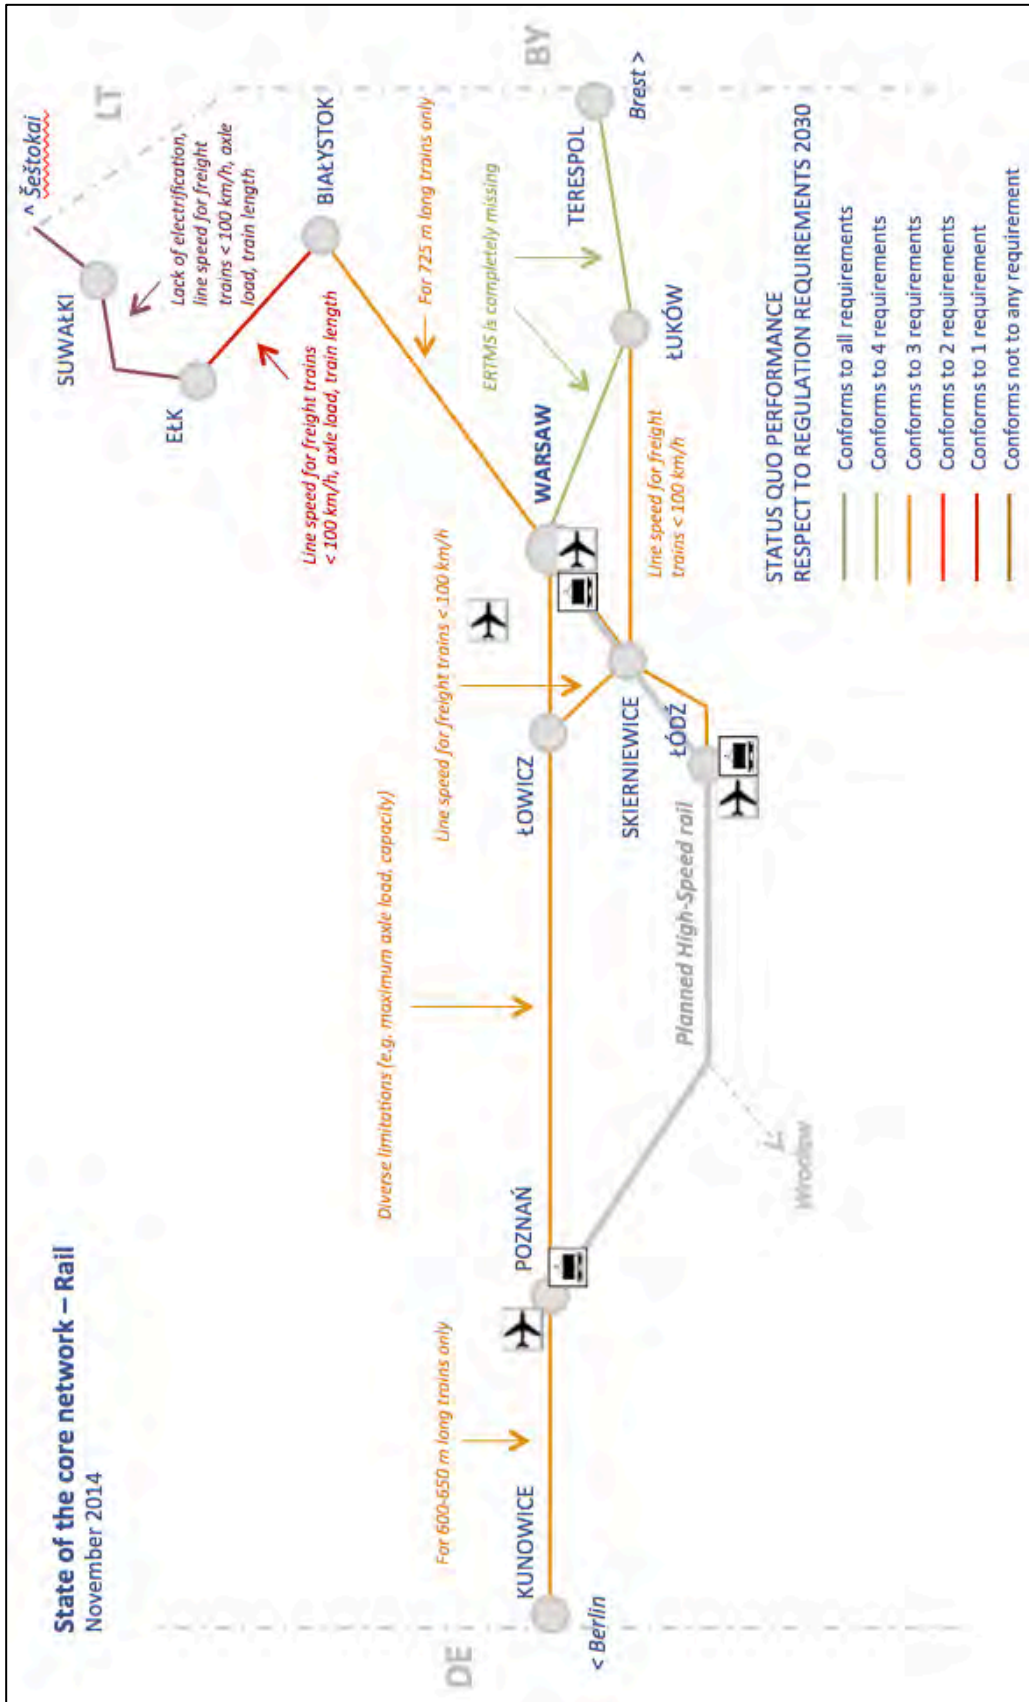 State of the core network – Rail
November 2014
DE
< Berlin
KUNOWICE
For 600-650 m long trains only
POZNAŃ
Diverse limitations (e.g. maximum axle load, capacity)
Planned High-Speed rail
Wrocław
ŁOWICZ
Line speed for freight trains < 100 km/h
SKIERNIEWICE
ŁÓDŹ
WARSAW
Line speed for freight
trains < 100 km/h
EŁK
SUWAŁKI
^ Šeštokai
LT
Lack of electrification,
line speed for freight
trains < 100 km/h, axle
load, train length
Line speed for freight trains
< 100 km/h, axle load, train length
BIAŁYSTOK
For 725 m long trains only
ERTMS is completely missing
ŁUKÓW
TERESPOL
BY
Brest >
STATUS QUO PERFORMANCE
RESPECT TO REGULATION REQUIREMENTS 2030
Conforms to all requirements
Conforms to 4 requirements
Conforms to 3 requirements
Conforms to 2 requirements
Conforms to 1 requirement
Conforms not to any requirement